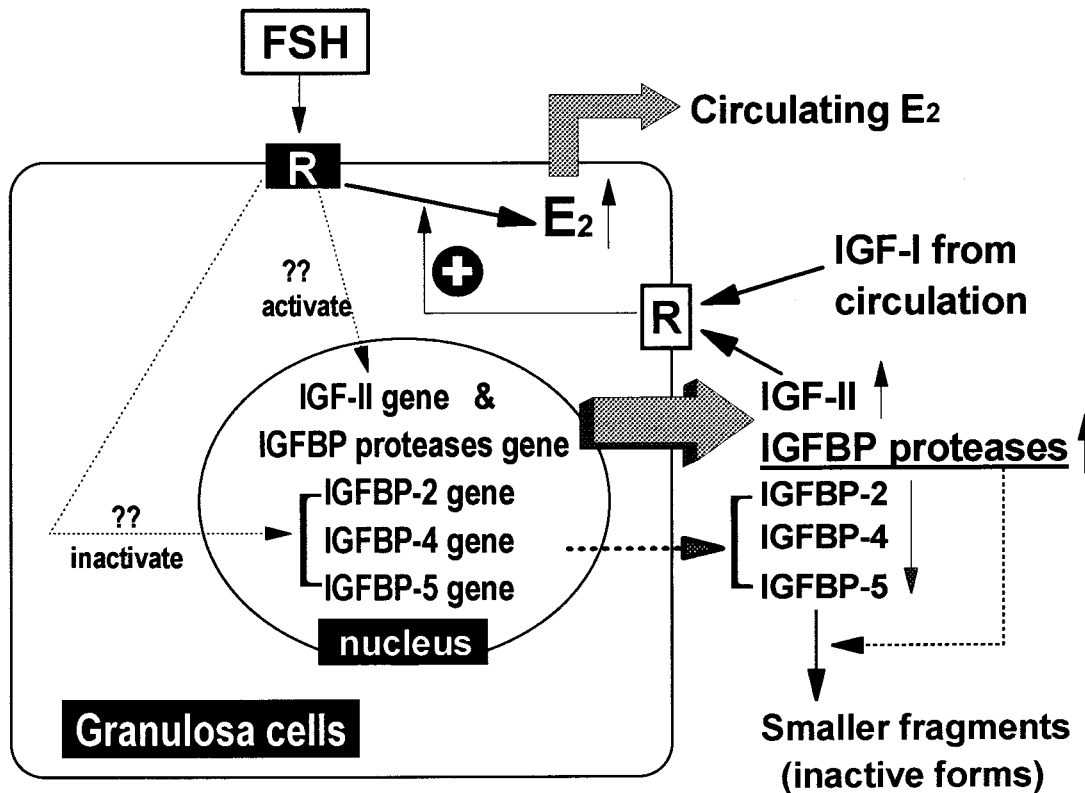 FSH
R
Circulating E2
E2
??
activate
+
IGF-I from
circulation
R
IGF-II gene &
IGFBP proteases gene
IGFBP-2 gene
IGFBP-4 gene
IGFBP-5 gene
nucleus
??
inactivate
IGF-II
IGFBP proteases
IGFBP-2
IGFBP-4
IGFBP-5
Granulosa cells
Smaller fragments
(inactive forms)